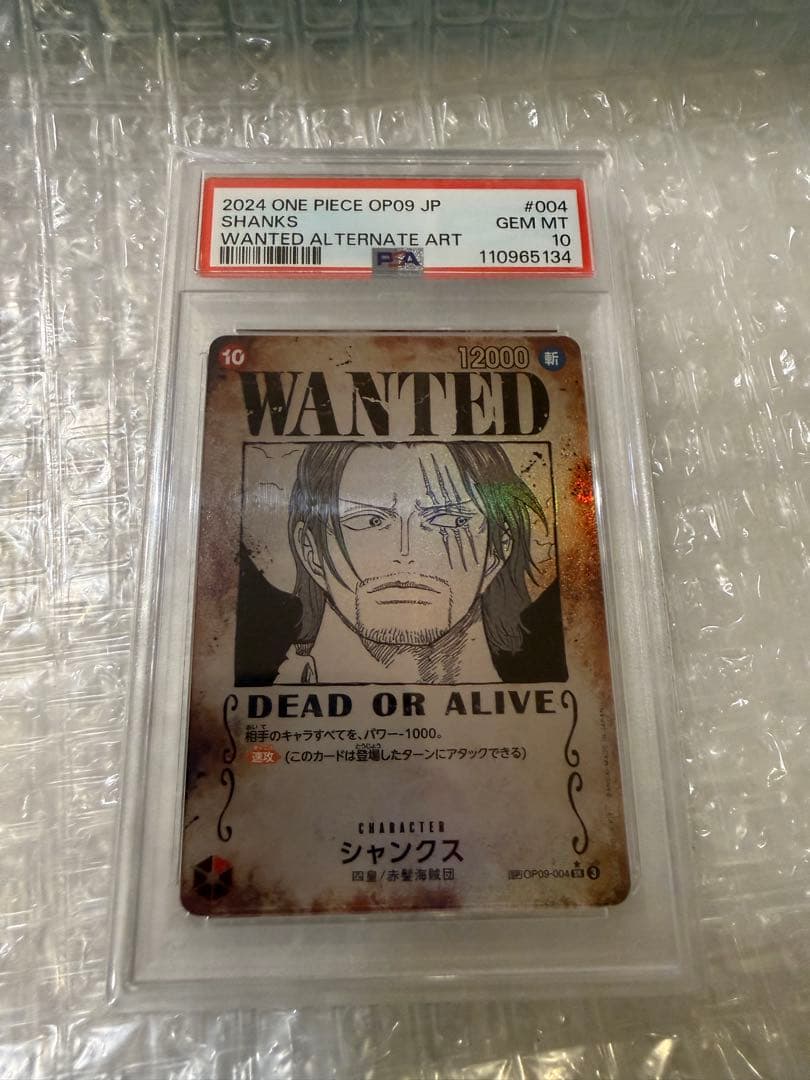 2024 ONE PIECE OP09 JP #004
SHANKS GEM MT
WANTED ALTERNATE ART 10
PSA 110965134
10 12000 斬
WANTED
DEAD OR ALIVE
相手のキャラすべてを、パワー-1000。
速攻 (このカードは登場したターンにアタックできる)
CHARACTER
シャンクス
四皇/赤髪海賊団
OP09-004 SR 3